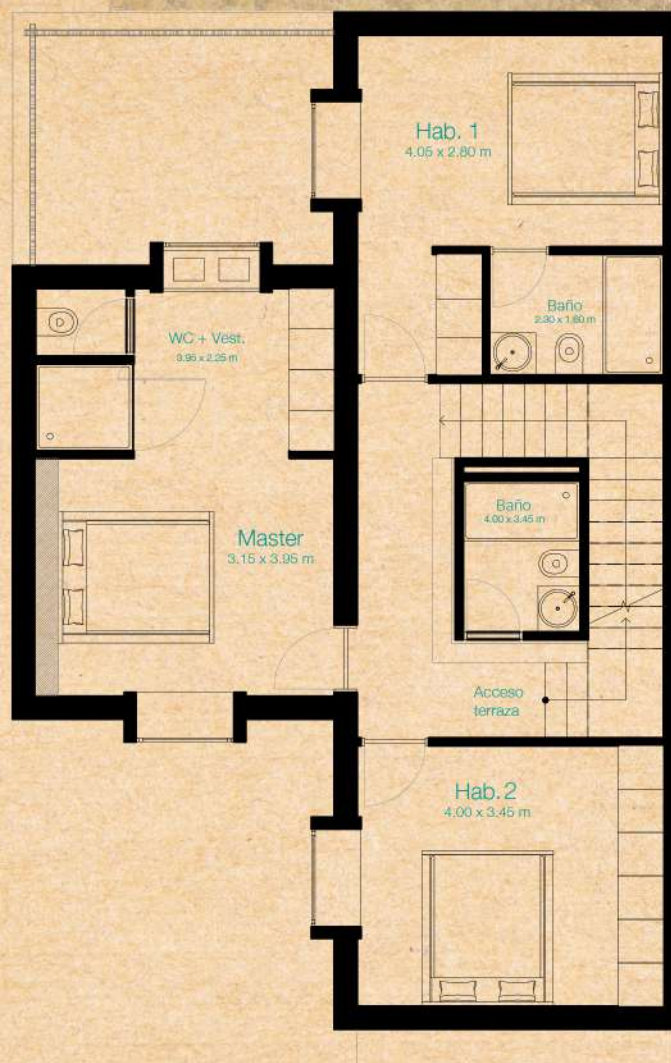 Hab. 1
4.05 x 2.80 m
Baño
2.30 x 1.60 m
WC + Vest.
3.95 x 2.25 m
Baño
4.00 x 3.45 m
Master
3.15 x 3.95 m
Acceso
terraza
Hab. 2
4.00 x 3.45 m